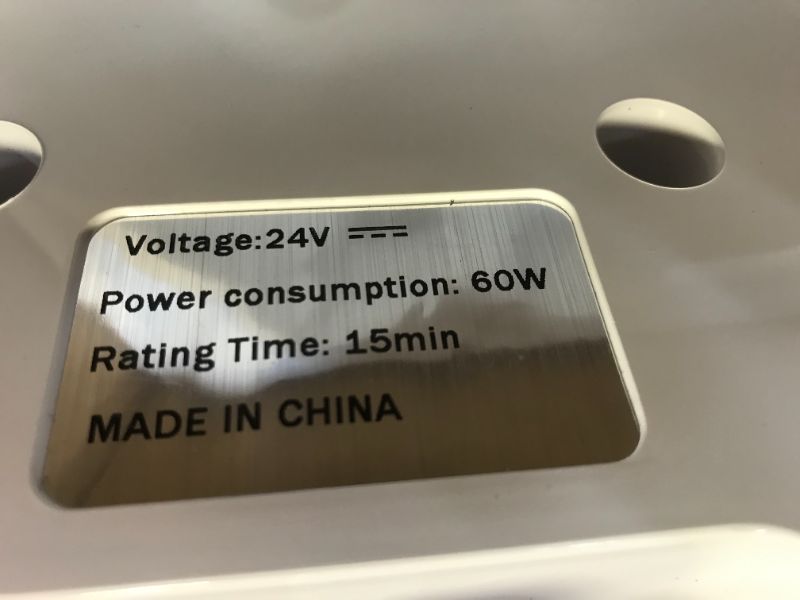 Voltage:24V ⎓
Power consumption: 60W
Rating Time: 15min
MADE IN CHINA